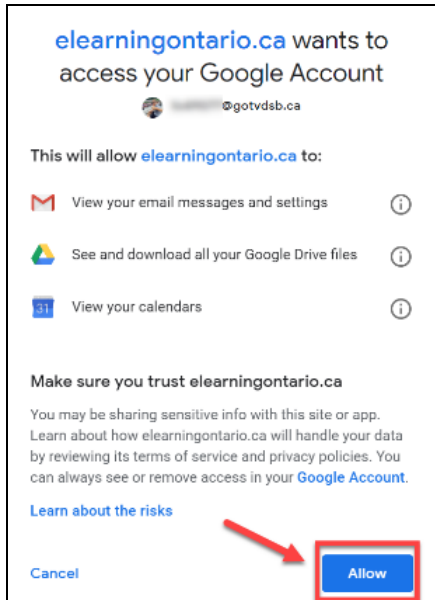 elearningontario.ca wants to
access your Google Account
@gotvdsb.ca
This will allow elearningontario.ca to:
View your email messages and settings
See and download all your Google Drive files
31 View your calendars
Make sure you trust elearningontario.ca
You may be sharing sensitive info with this site or app.
Learn about how elearningontario.ca will handle your data
by reviewing its terms of service and privacy policies. You
can always see or remove access in your Google Account.
Learn about the risks
Cancel Allow